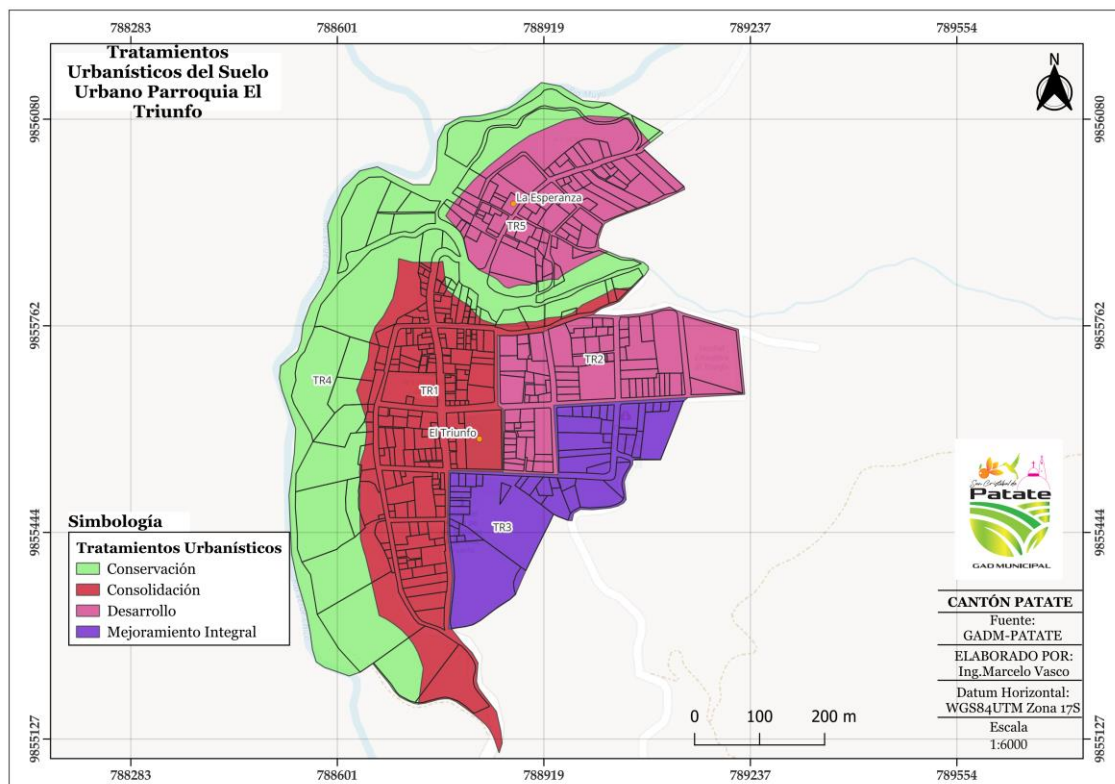 788283 788601 788919 789237 789554
Tratamientos
Urbanísticos del Suelo
Urbano Parroquia El
Triunfo
N
9856080 9856080
La Esperanza
TR5
9855762 9855762
TR2
TR4
TR1
El Triunfo
San Cristóbal de
Patate
GAD MUNICIPAL
TR3
9855444 9855444
Simbología
Tratamientos Urbanísticos
Conservación
Consolidación
Desarrollo
Mejoramiento Integral
CANTÓN PATATE
Fuente:
GADM-PATATE
ELABORADO POR:
Ing.Marcelo Vasco
Datum Horizontal:
WGS84UTM Zona 17S
Escala
1:6000
0 100 200 m
9855127 9855127
788283 788601 788919 789237 789554